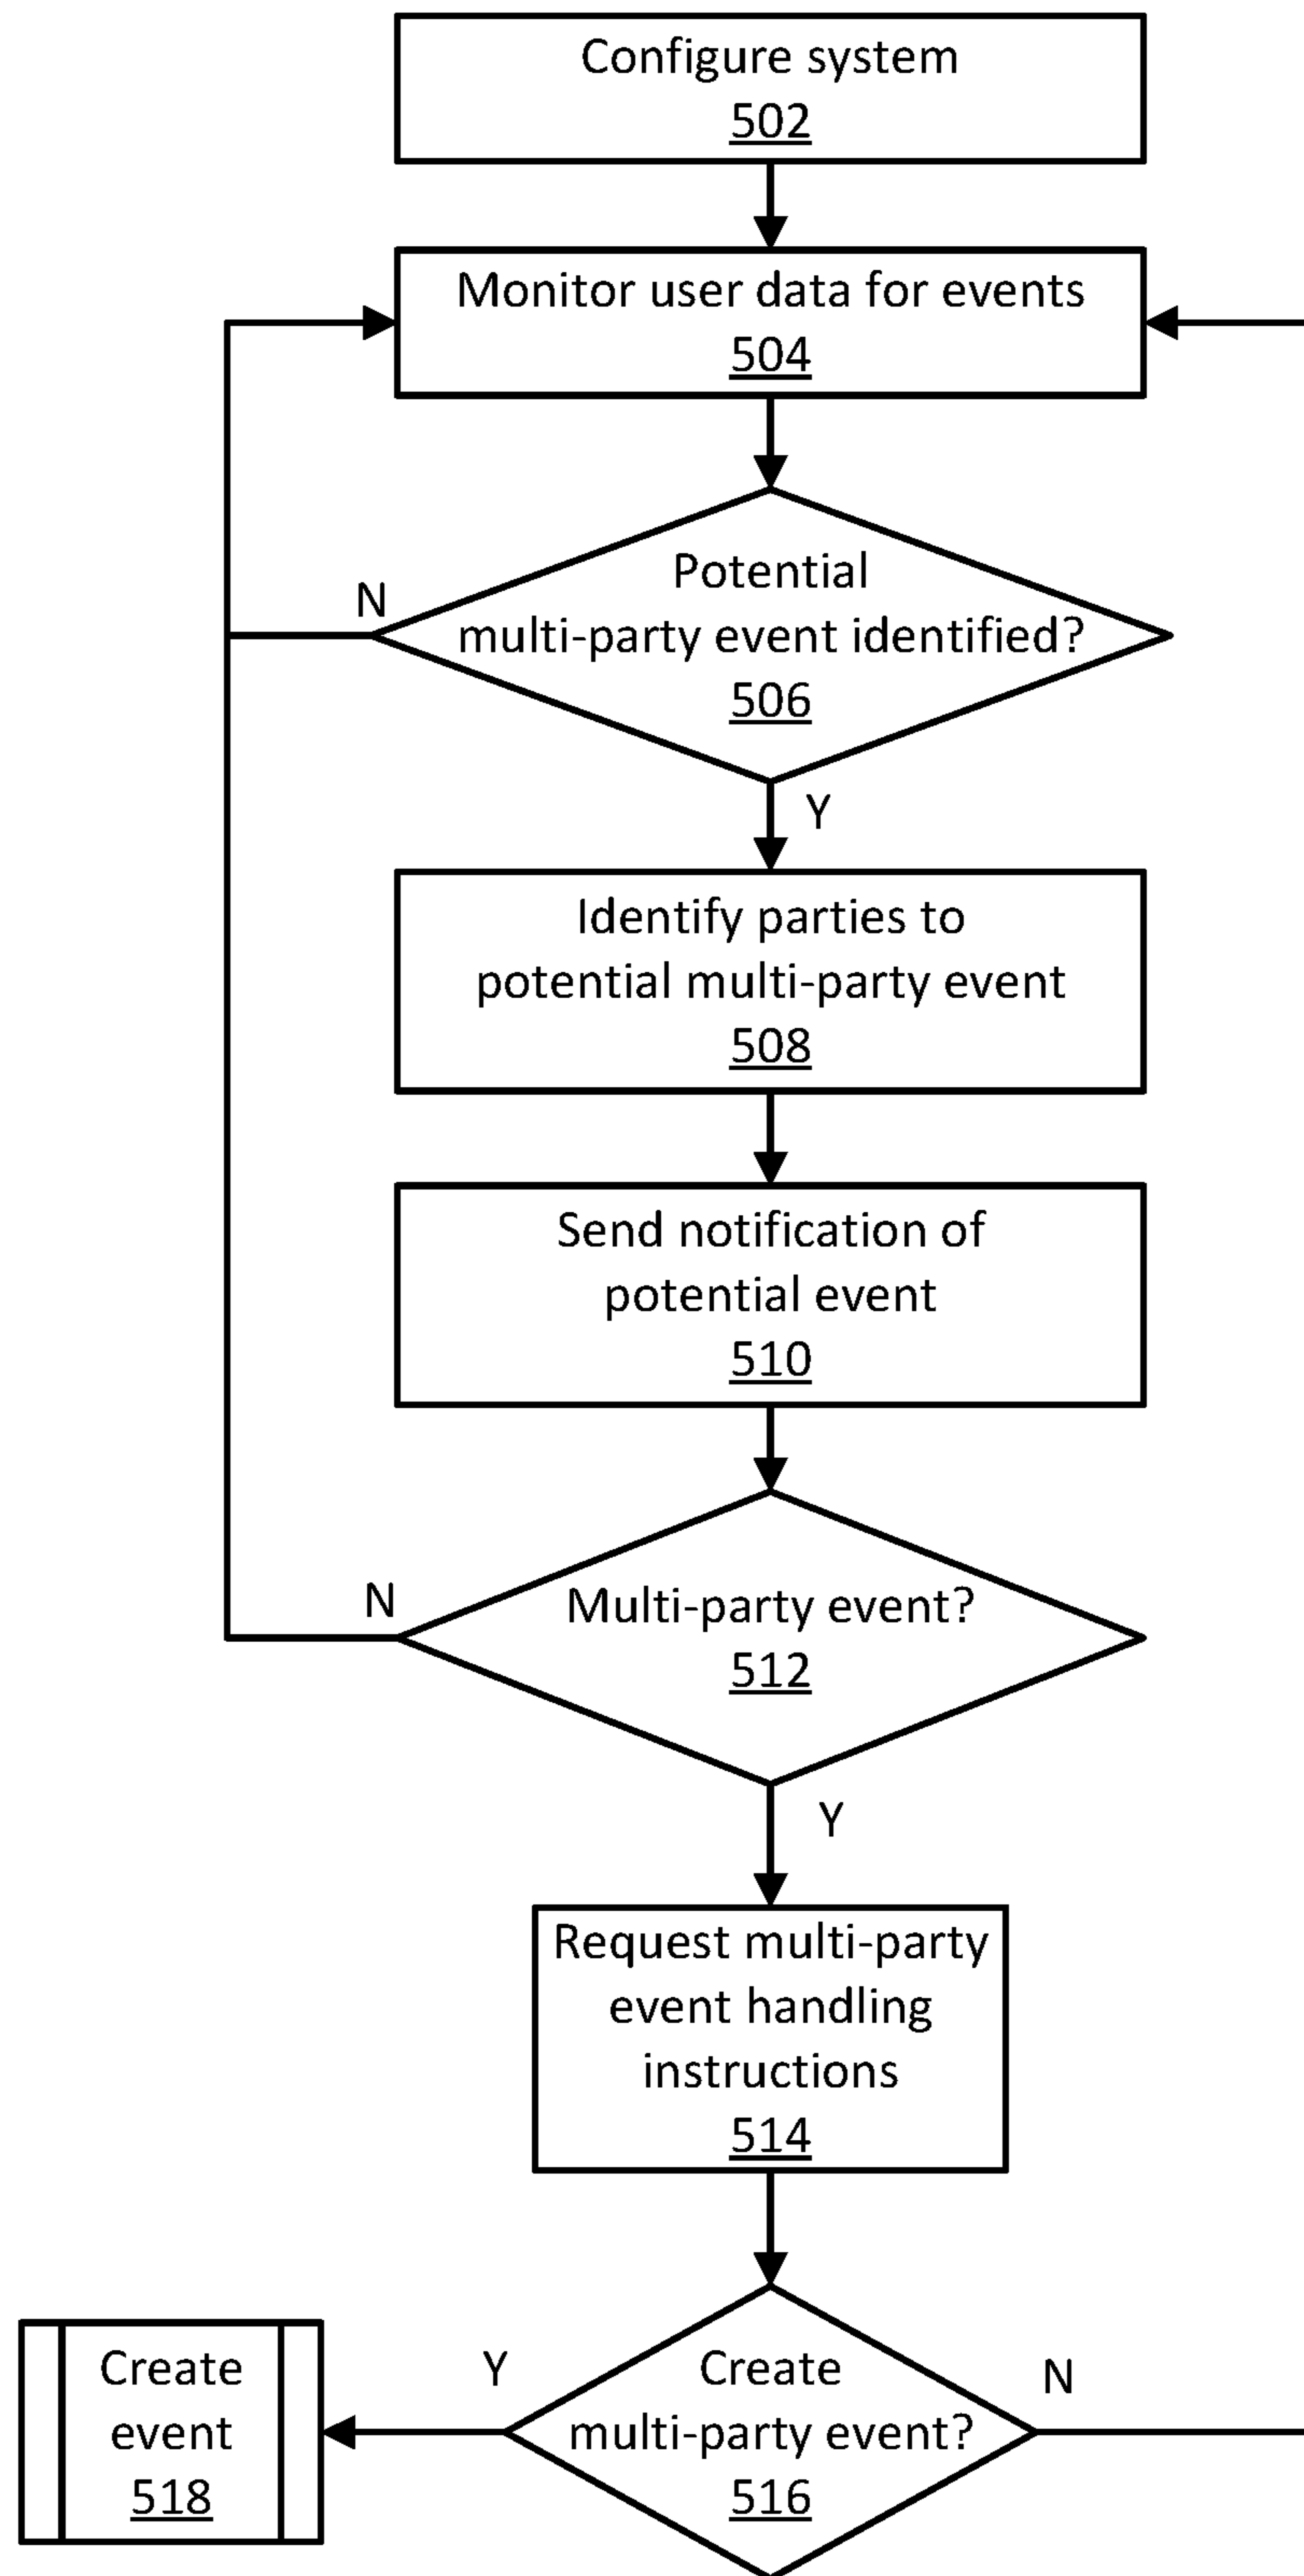 Configure system
502
Monitor user data for events
504
Potential
multi-party event identified?
506
N
Y
Identify parties to
potential multi-party event
508
Send notification of
potential event
510
Multi-party event?
512
N
Y
Request multi-party
event handling
instructions
514
Create
multi-party event?
516
Y
N
Create
event
518